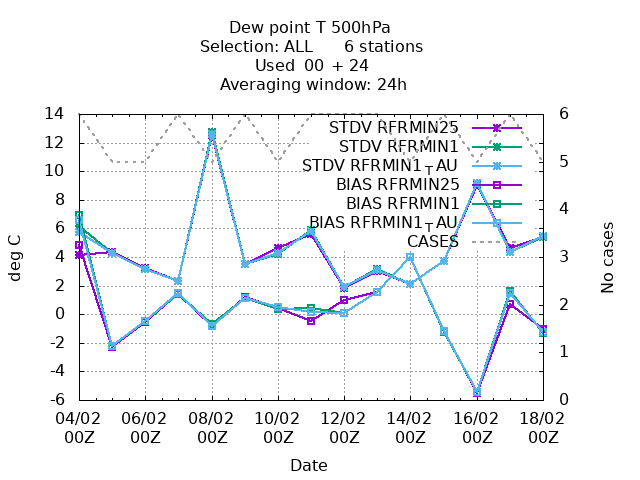 Dew point T 500hPa
Selection: ALL 6 stations
Used 00 + 24
Averaging window: 24h
14
12
10
8
6
4
2
0
-2
-4
-6
deg C
6
5
4
3
2
1
0
No cases
STDV RFRMIN25
STDV RFRMIN1
STDV RFRMIN1TAU
BIAS RFRMIN25
BIAS RFRMIN1
BIAS RFRMIN1TAU
CASES
04/02 06/02 08/02 10/02 12/02 14/02 16/02 18/02
00Z 00Z 00Z 00Z 00Z 00Z 00Z 00Z
Date